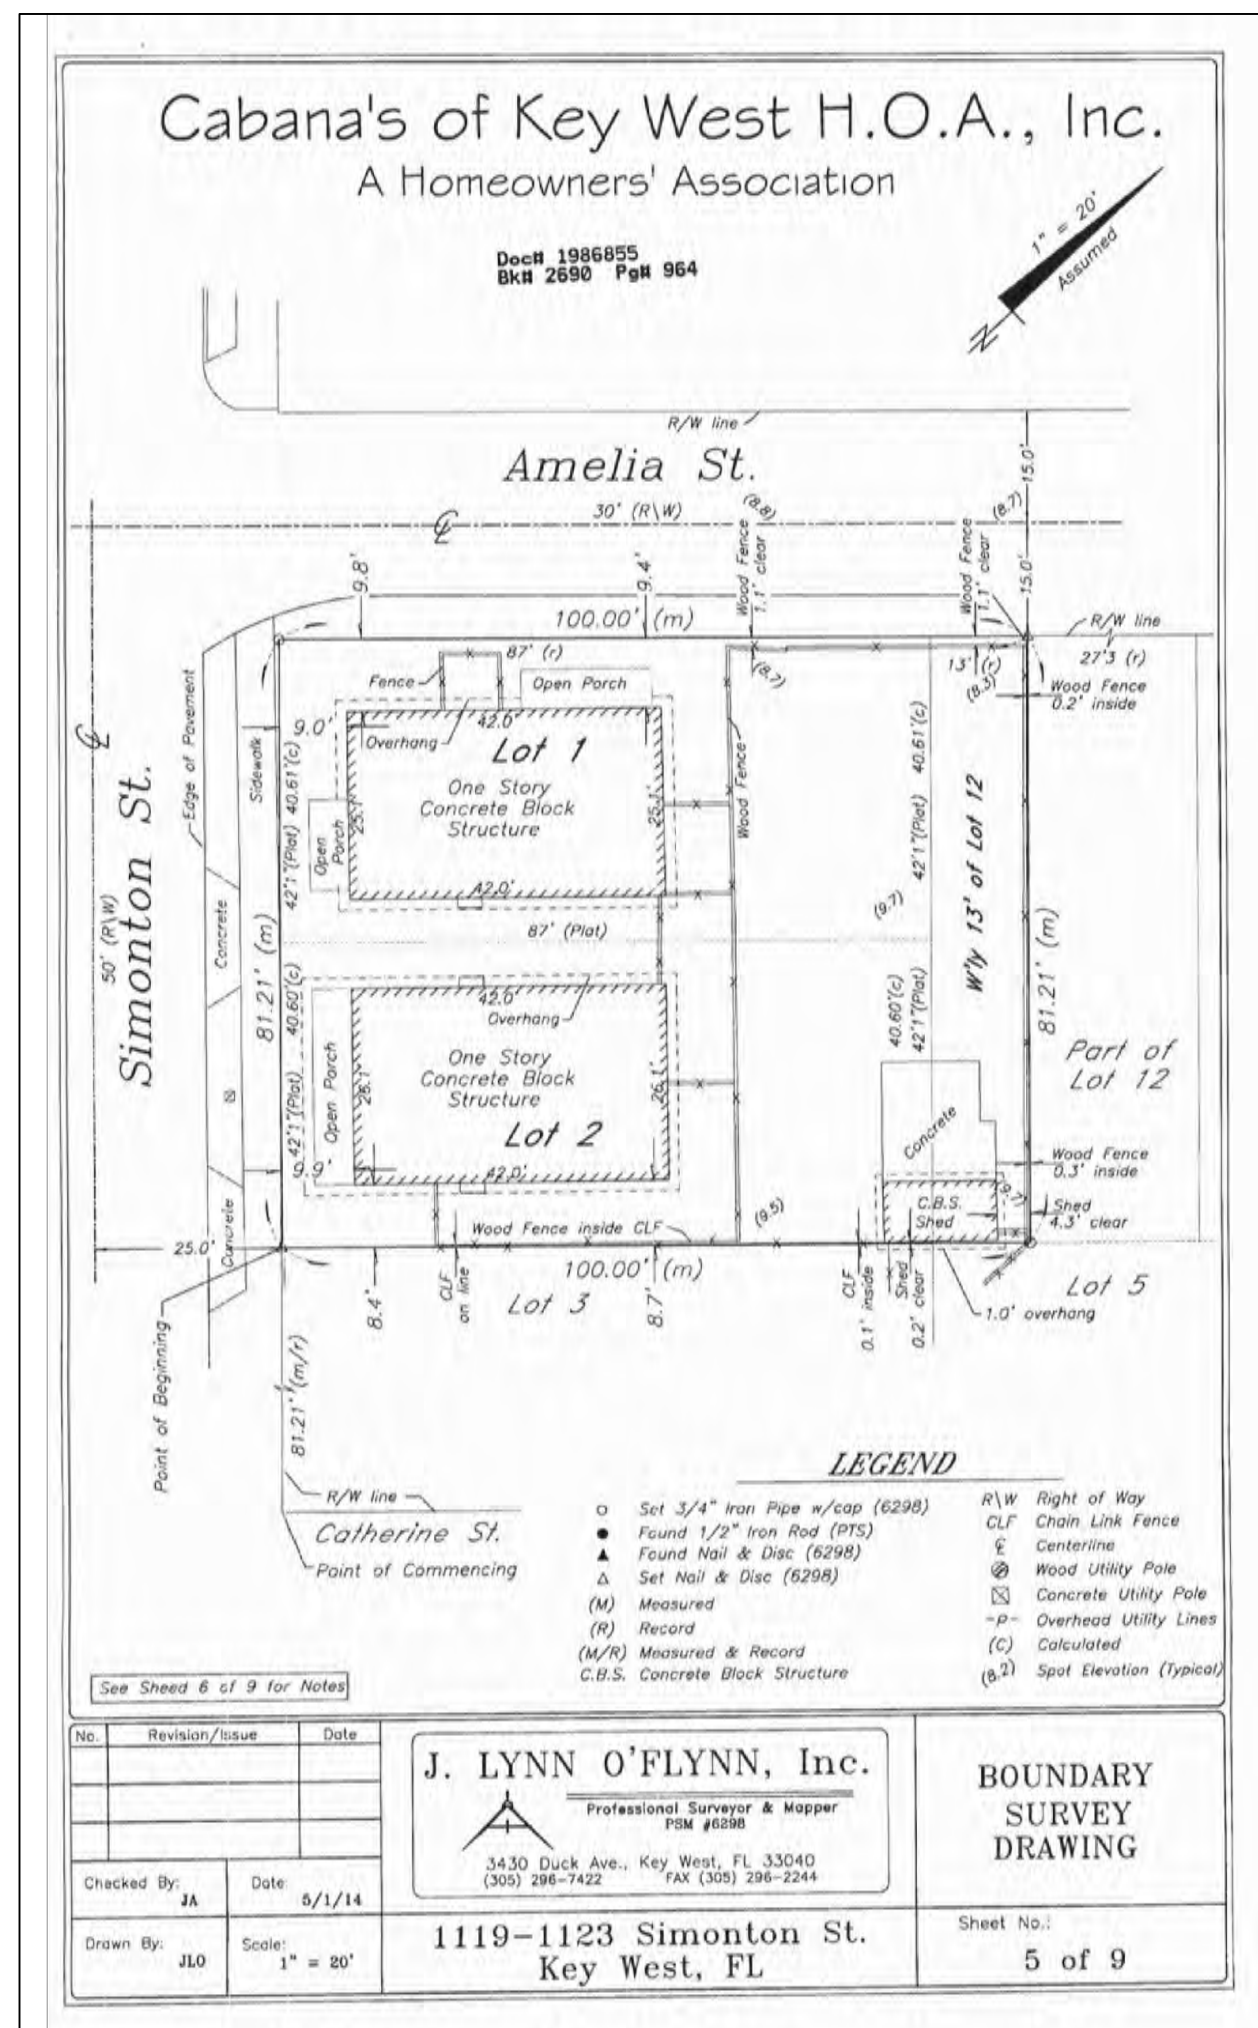 Cabana's of Key West H.O.A., Inc.
A Homeowners' Association
Doc# 1986855
Bk# 2690 Pg# 964
1" = 20'
Assumed
N
R/W line
Amelia St.
30' (R\W)
15.0'
15.0'
(8.8)
(8.7)
Wood Fence
1.1' clear
Wood Fence
1.1' clear
9.8'
9.4'
100.00' (m)
R/W line
27'3 (r)
87' (r)
13' (r)
(8.7)
(8.3)
Fence
Open Porch
Wood Fence
0.2' inside
Edge of Pavement
Sidewalk
9.0'
42.0'
Overhang
Lot 1
One Story
Concrete Block
Structure
25.1'
25.1'
42.0'
Open
Porch
42'1"(Plat) 40.61'(c)
42'1"(Plat) 40.61'(c)
Wood Fence
W'ly 13' of Lot 12
Simonton St.
50' (R\W)
Concrete
81.21' (m)
87' (Plat)
(9.7)
81.21' (m)
42'1"(Plat) 40.60'(c)
40.60'(c)
42'1"(Plat)
42.0'
Overhang
One Story
Concrete Block
Structure
Lot 2
26.1'
26.1'
Open Porch
Part of
Lot 12
Concrete
9.9'
42.0'
Wood Fence
0.3' inside
C.B.S.
Shed
(9.7)
Shed
4.3' clear
(9.5)
Wood Fence inside CLF
25.0'
Concrete
100.00' (m)
Lot 3
Lot 5
8.4'
CLF
on line
8.7'
CLF
0.1' inside
Shed
0.2' clear
1.0' overhang
Point of Beginning
81.21' (m/r)
R/W line
Catherine St.
Point of Commencing
LEGEND
Set 3/4" Iron Pipe w/cap (6298)
Found 1/2" Iron Rod (PTS)
Found Nail & Disc (6298)
Set Nail & Disc (6298)
(M) Measured
(R) Record
(M/R) Measured & Record
C.B.S. Concrete Block Structure
R\W Right of Way
CLF Chain Link Fence
℄ Centerline
Wood Utility Pole
Concrete Utility Pole
-P- Overhead Utility Lines
(C) Calculated
(8.2) Spot Elevation (Typical)
See Sheed 6 of 9 for Notes
No. Revision/Issue Date
Checked By:
JA
Date:
5/1/14
Drawn By:
JLO
Scale:
1" = 20'
J. LYNN O'FLYNN, Inc.
Professional Surveyor & Mapper
PSM #6298
3430 Duck Ave., Key West, FL 33040
(305) 296-7422 FAX (305) 296-2244
1119-1123 Simonton St.
Key West, FL
BOUNDARY
SURVEY
DRAWING
Sheet No.:
5 of 9